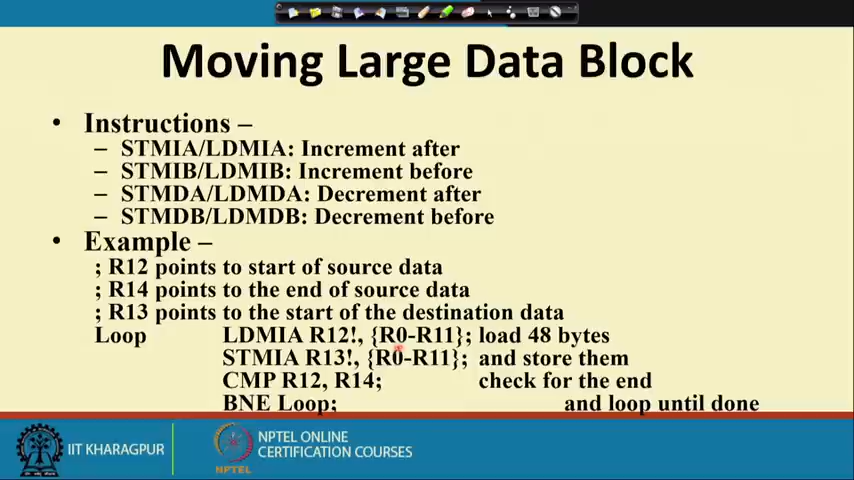 Moving Large Data Block
• Instructions –
– STMIA/LDMIA: Increment after
– STMIB/LDMIB: Increment before
– STMDA/LDMDA: Decrement after
– STMDB/LDMDB: Decrement before
• Example –
; R12 points to start of source data
; R14 points to the end of source data
; R13 points to the start of the destination data
Loop LDMIA R12!, {R0-R11}; load 48 bytes
STMIA R13!, {R0-R11}; and store them
CMP R12, R14; check for the end
BNE Loop; and loop until done
IIT KHARAGPUR
NPTEL
NPTEL ONLINE
CERTIFICATION COURSES